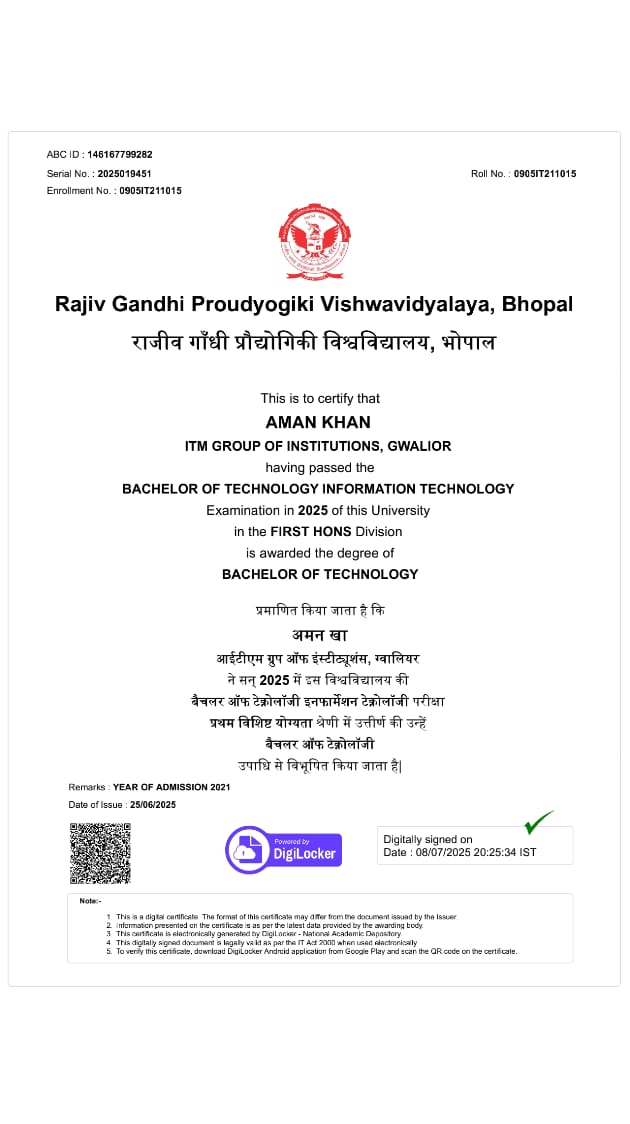 ABC ID : 146167799282
Serial No. : 2025019451
Roll No. : 0905IT211015
Enrollment No. : 0905IT211015
Rajiv Gandhi Proudyogiki Vishwavidyalaya, Bhopal
राजीव गाँधी प्रौद्योगिकी विश्वविद्यालय, भोपाल
This is to certify that
AMAN KHAN
ITM GROUP OF INSTITUTIONS, GWALIOR
having passed the
BACHELOR OF TECHNOLOGY INFORMATION TECHNOLOGY
Examination in 2025 of this University
in the FIRST HONS Division
is awarded the degree of
BACHELOR OF TECHNOLOGY
प्रमाणित किया जाता है कि
अमन खा
आईटीएम ग्रुप ऑफ इंस्टीट्यूशंस, ग्वालियर
ने सन् 2025 में इस विश्वविद्यालय की
बैचलर ऑफ टेक्नोलॉजी इनफार्मेशन टेक्नोलॉजी परीक्षा
प्रथम विशिष्ट योग्यता श्रेणी में उत्तीर्ण की उन्हें
बैचलर ऑफ टेक्नोलॉजी
उपाधि से विभूषित किया जाता है|
Remarks : YEAR OF ADMISSION 2021
Date of Issue : 25/06/2025
Powered by
DigiLocker
Digitally signed on
Date : 08/07/2025 20:25:34 IST
Note:-
1. This is a digital certificate. The format of this certificate may differ from the document issued by the Issuer.
2. Information presented on the certificate is as per the latest data provided by the awarding body.
3. This certificate is electronically generated by DigiLocker - National Academic Depository.
4. This digitally signed document is legally valid as per the IT Act 2000 when used electronically
5. To verify this certificate, download DigiLocker Android application from Google Play and scan the QR code on the certificate.